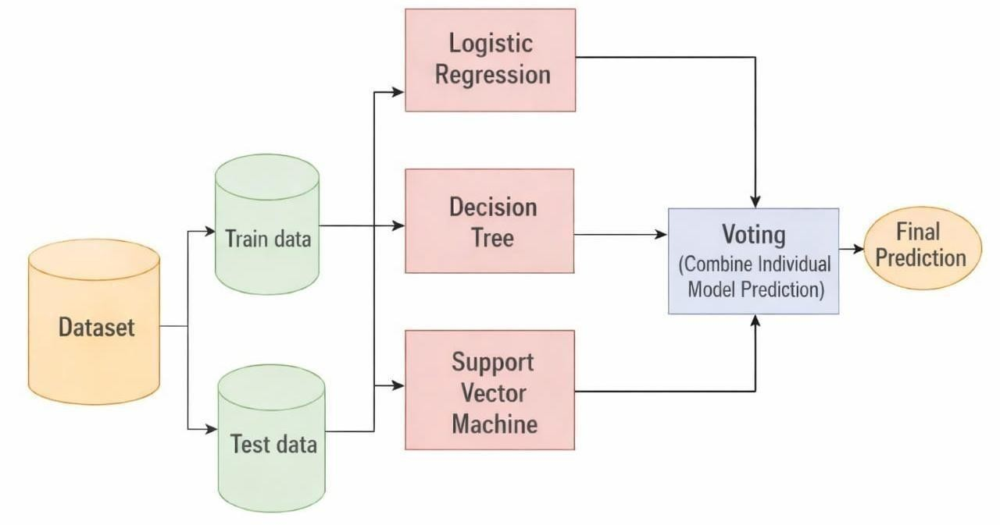 Logistic
Regression
Train data
Decision
Tree
Dataset
Test data
Support
Vector
Machine
Voting
(Combine Individual
Model Prediction)
Final
Prediction